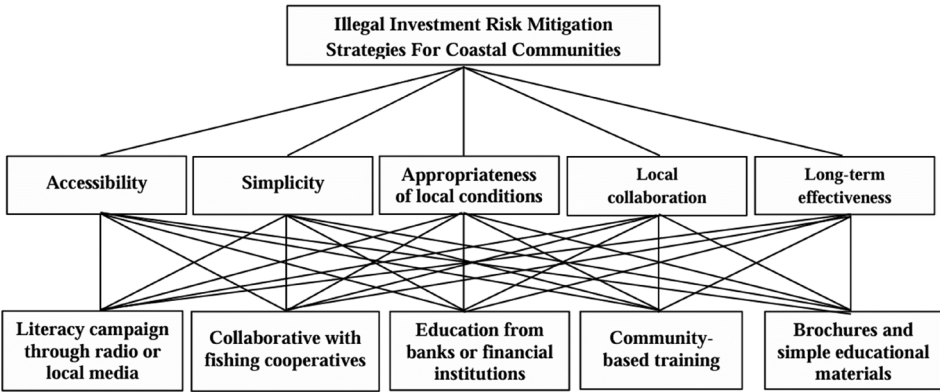 Illegal Investment Risk Mitigation
Strategies For Coastal Communities
Accessibility
Simplicity
Appropriateness
of local conditions
Local
collaboration
Long-term
effectiveness
Literacy campaign
through radio or
local media
Collaborative with
fishing cooperatives
Education from
banks or financial
institutions
Community-
based training
Brochures and
simple educational
materials